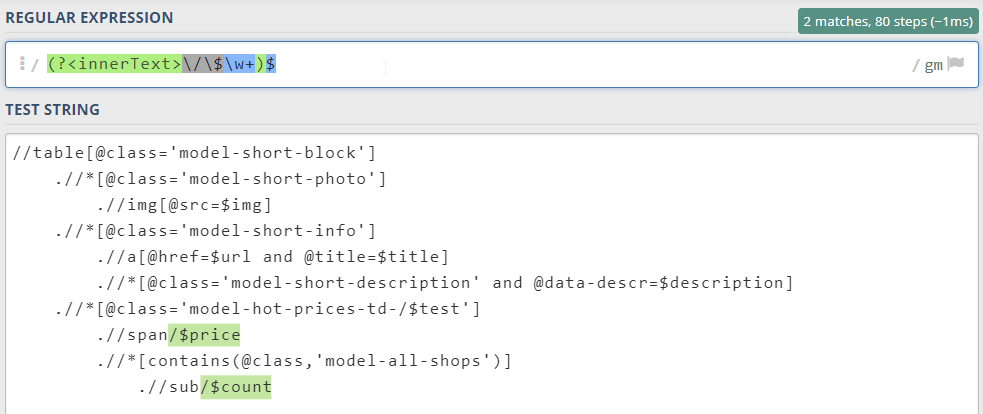 REGULAR EXPRESSION
2 matches, 80 steps (~1ms)
/ (?<innerText>\/\$\w+)$ / gm
TEST STRING
//table[@class='model-short-block']
.//*[@class='model-short-photo']
.//img[@src=$img]
.//*[@class='model-short-info']
.//a[@href=$url and @title=$title]
.//*[@class='model-short-description' and @data-descr=$description]
.//*[@class='model-hot-prices-td-/$test']
.//span/$price
.//*[contains(@class,'model-all-shops')]
.//sub/$count